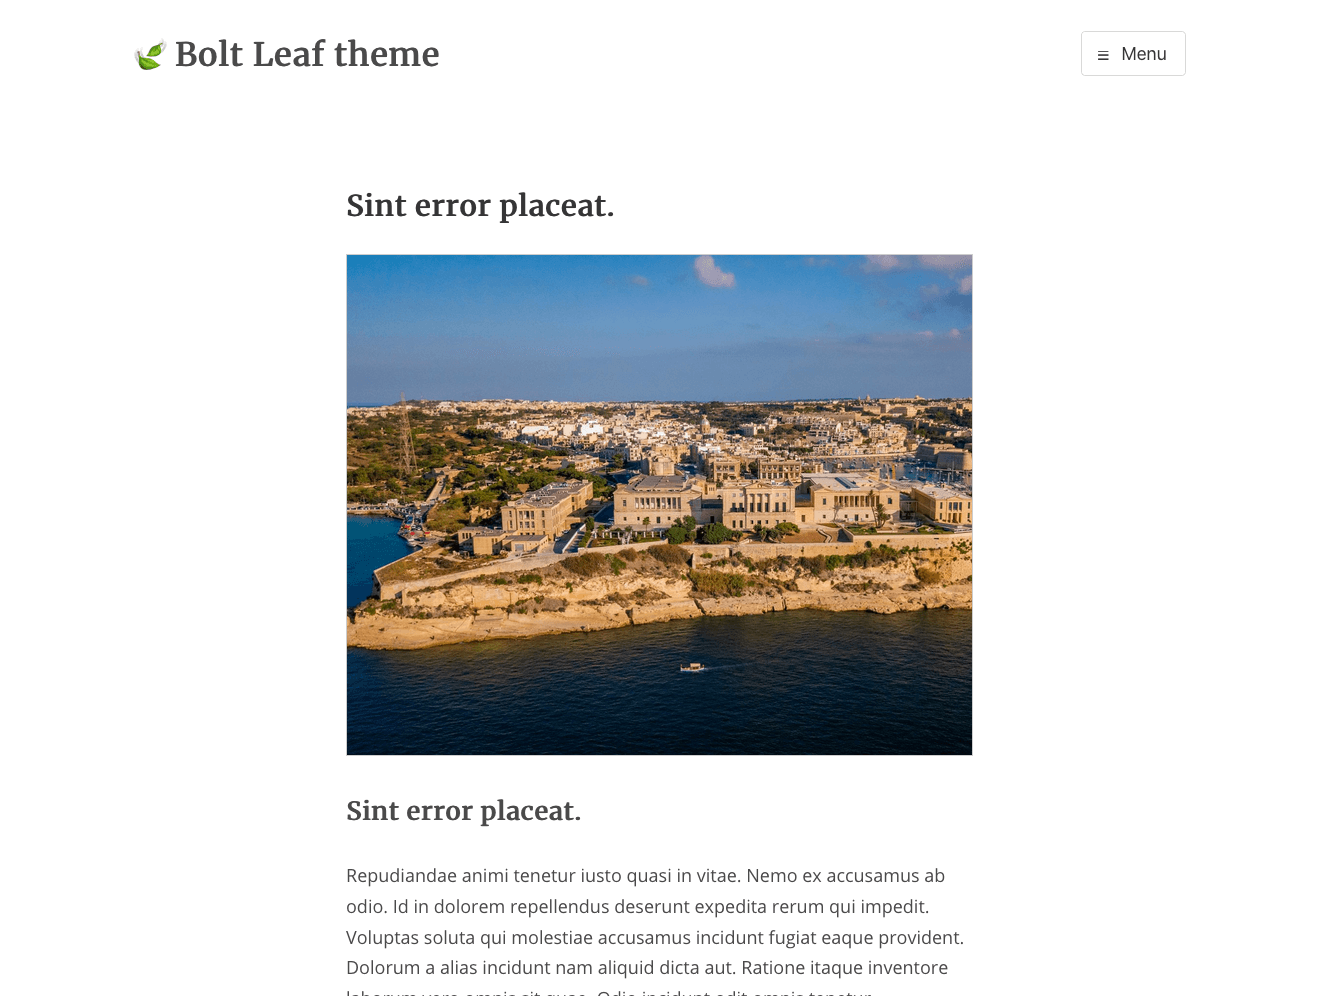 Bolt Leaf theme
≡ Menu
Sint error placeat.
Sint error placeat.
Repudiandae animi tenetur iusto quasi in vitae. Nemo ex accusamus ab
odio. Id in dolorem repellendus deserunt expedita rerum qui impedit.
Voluptas soluta qui molestiae accusamus incidunt fugiat eaque provident.
Dolorum a alias incidunt nam aliquid dicta aut. Ratione itaque inventore